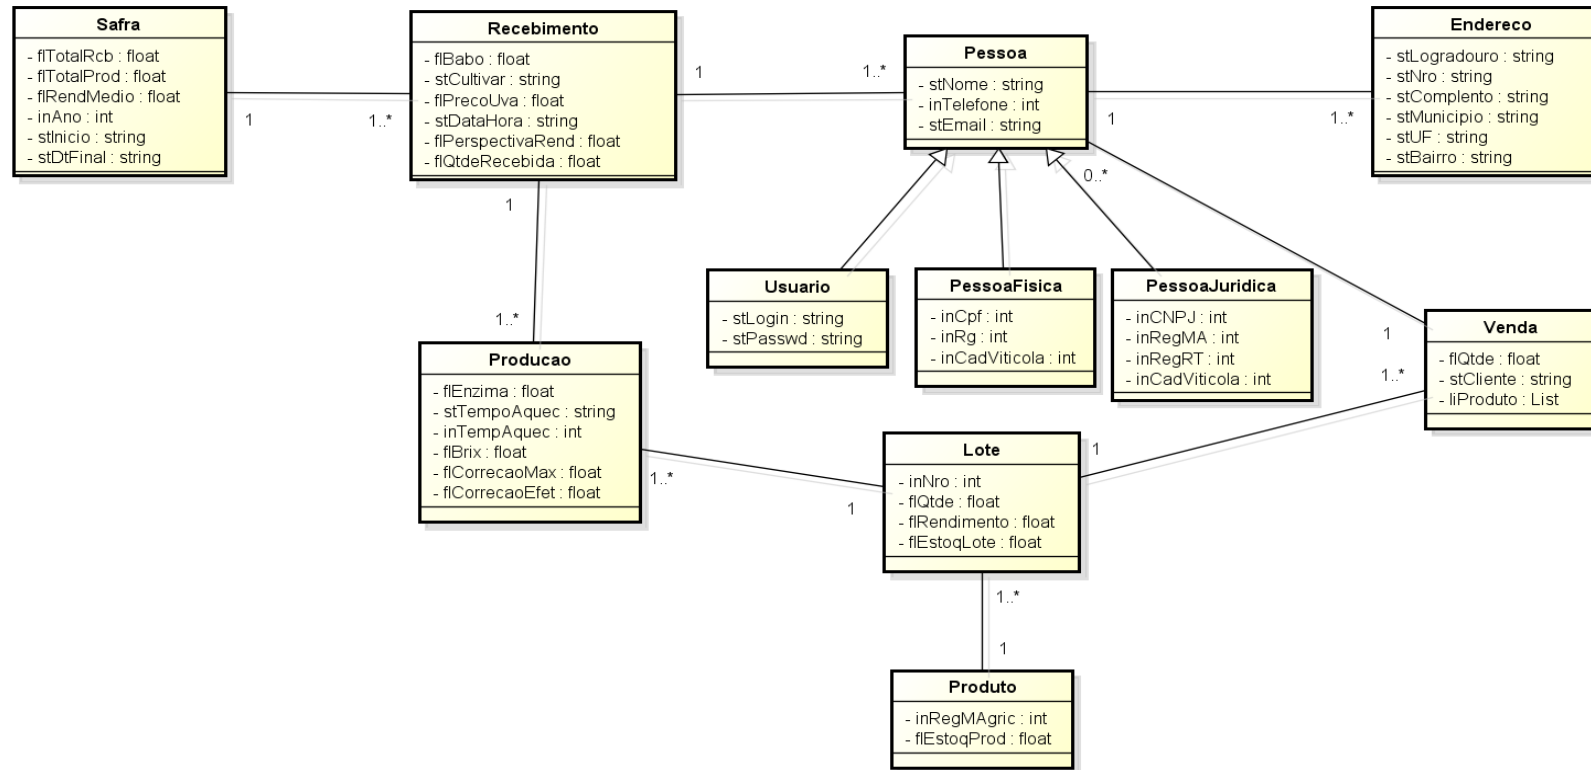 Safra
- flTotalRcb : float
- flTotalProd : float
- flRendMedio : float
- inAno : int
- stInicio : string
- stDtFinal : string
1
1..*
Recebimento
- flBabo : float
- stCultivar : string
- flPrecoUva : float
- stDataHora : string
- flPerspectivaRend : float
- flQtdeRecebida : float
1
1..*
Pessoa
- stNome : string
- inTelefone : int
- stEmail : string
1
1..*
Endereco
- stLogradouro : string
- stNro : string
- stComplento : string
- stMunicipio : string
- stUF : string
- stBairro : string
0..*
1
1..*
Usuario
- stLogin : string
- stPasswd : string
PessoaFisica
- inCpf : int
- inRg : int
- inCadViticola : int
PessoaJuridica
- inCNPJ : int
- inRegMA : int
- inRegRT : int
- inCadViticola : int
1
1..*
Venda
- flQtde : float
- stCliente : string
- liProduto : List
Producao
- flEnzima : float
- stTempoAquec : string
- inTempAquec : int
- flBrix : float
- flCorrecaoMax : float
- flCorrecaoEfet : float
1..*
1
Lote
- inNro : int
- flQtde : float
- flRendimento : float
- flEstoqLote : float
1
1..*
1
Produto
- inRegMAgric : int
- flEstoqProd : float